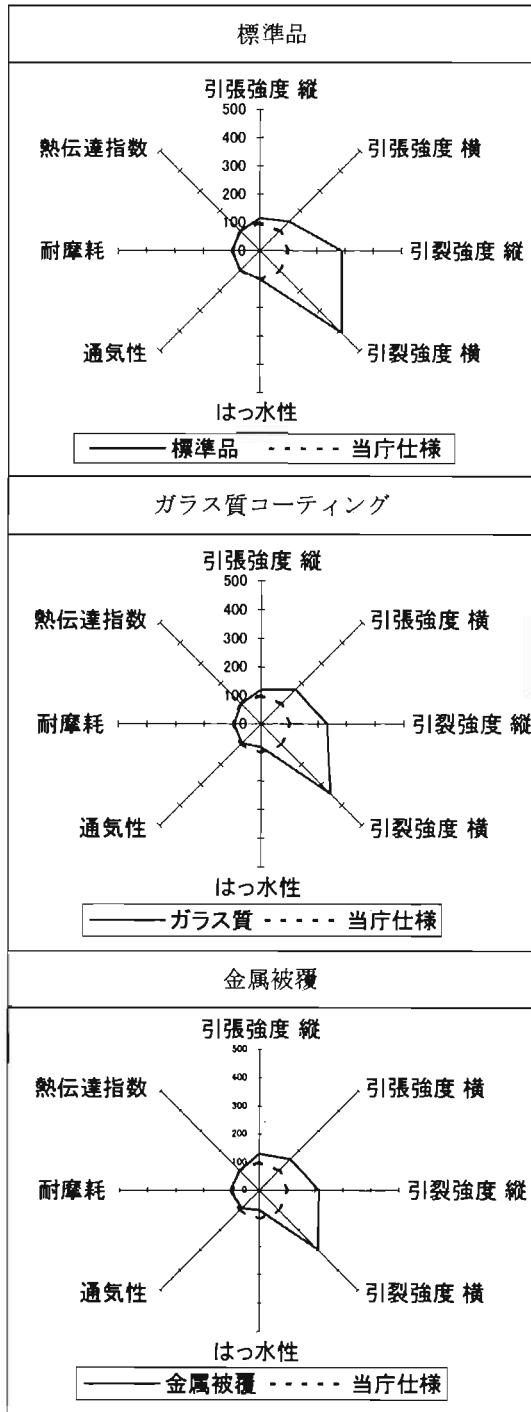 標準品
引張強度 縦
500
400
300
200
100
0
引張強度 横
引裂強度 縦
引裂強度 横
はっ水性
通気性
耐摩耗
熱伝達指数
標準品 当庁仕様
ガラス質コーティング
引張強度 縦
500
400
300
200
100
0
引張強度 横
引裂強度 縦
引裂強度 横
はっ水性
通気性
耐摩耗
熱伝達指数
ガラス質 当庁仕様
金属被覆
引張強度 縦
500
400
300
200
100
0
引張強度 横
引裂強度 縦
引裂強度 横
はっ水性
通気性
耐摩耗
熱伝達指数
金属被覆 当庁仕様